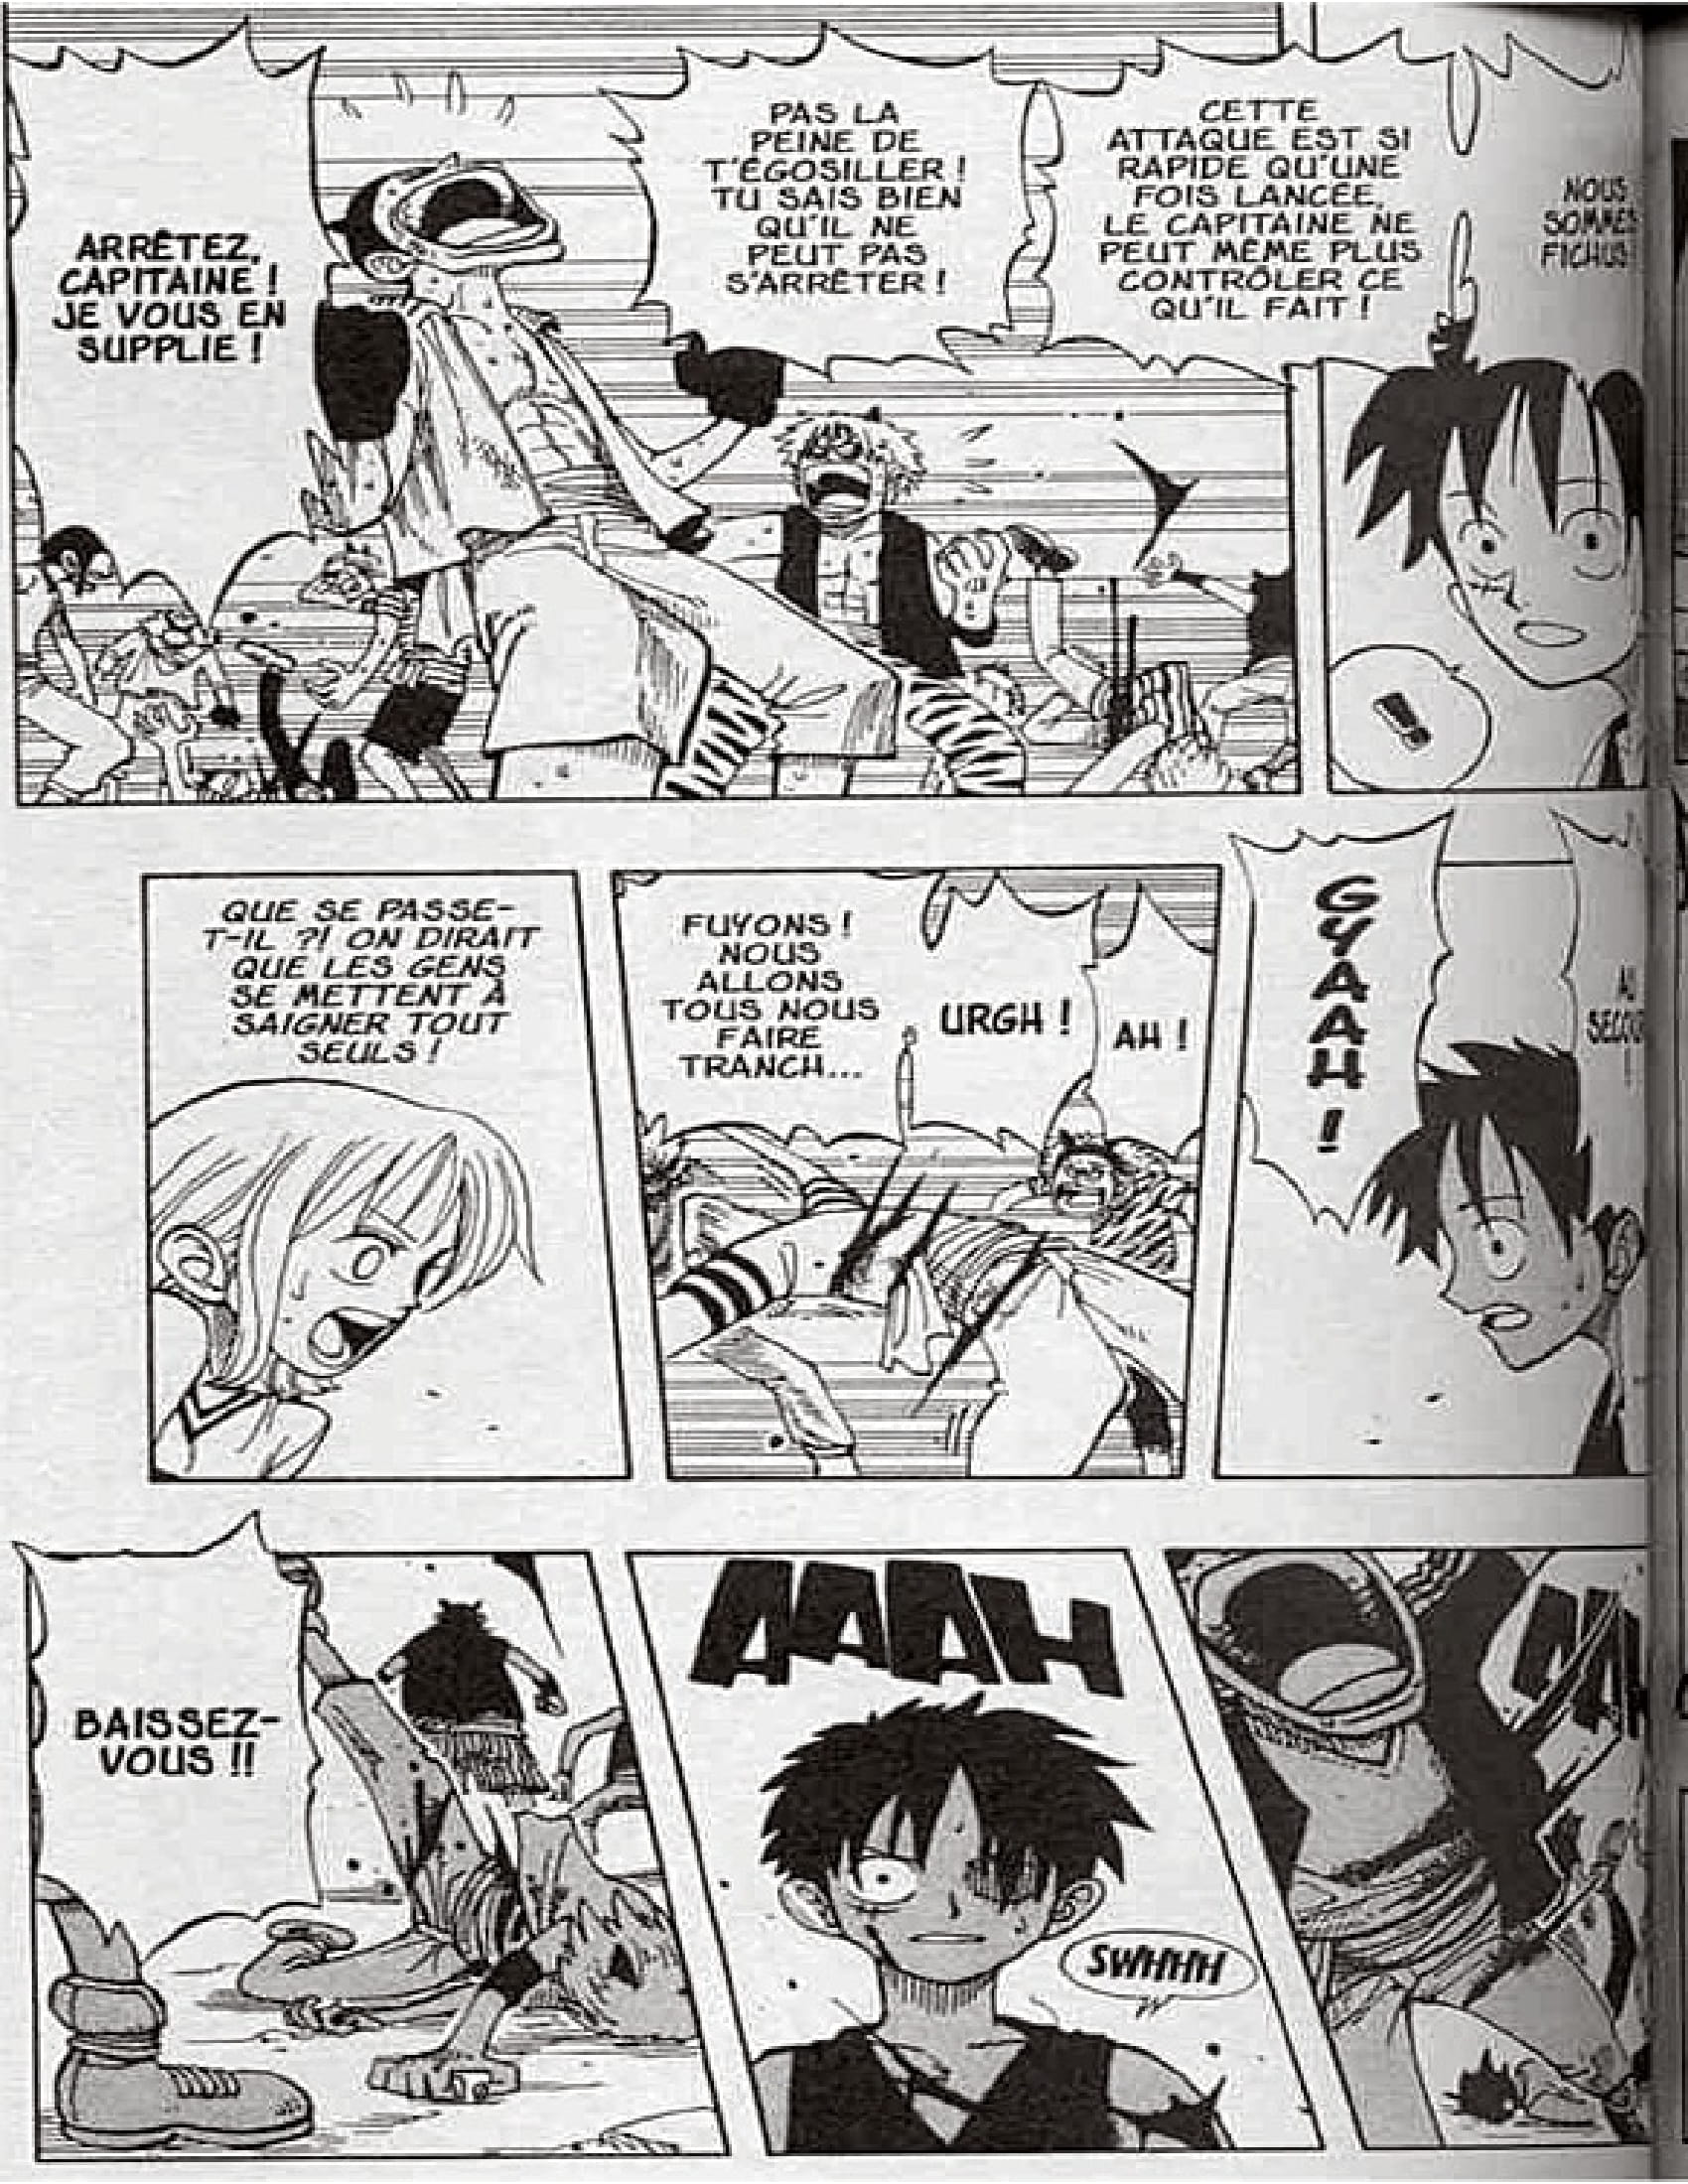 NOUS
SOMMES
FICHUS
!!
CETTE
ATTAQUE EST SI
RAPIDE QU'UNE
FOIS LANCÉE,
LE CAPITAINE NE
PEUT MÊME PLUS
CONTRÔLER CE
QU'IL FAIT !
PAS LA
PEINE DE
T'ÉGOSILLER !
TU SAIS BIEN
QU'IL NE
PEUT PAS
S'ARRÊTER !
ARRÊTEZ,
CAPITAINE !
JE VOUS EN
SUPPLIE !
GYAAH !
AH !
URGH !
FUYONS !
NOUS
ALLONS
TOUS NOUS
FAIRE
TRANCH...
QUE SE PASSE-
T-IL ?! ON DIRAIT
QUE LES GENS
SE METTENT À
SAIGNER TOUT
SEULS !
AAAH
SWHHH
BAISSEZ-
VOUS !!